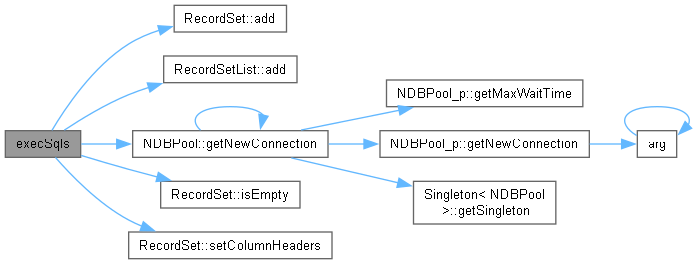 RecordSet::add
RecordSetList::add
NDBPool_p::getMaxWaitTime
execSqls
NDBPool::getNewConnection
NDBPool_p::getNewConnection
arg
RecordSet::isEmpty
Singleton< NDBPool
>::getSingleton
RecordSet::setColumnHeaders